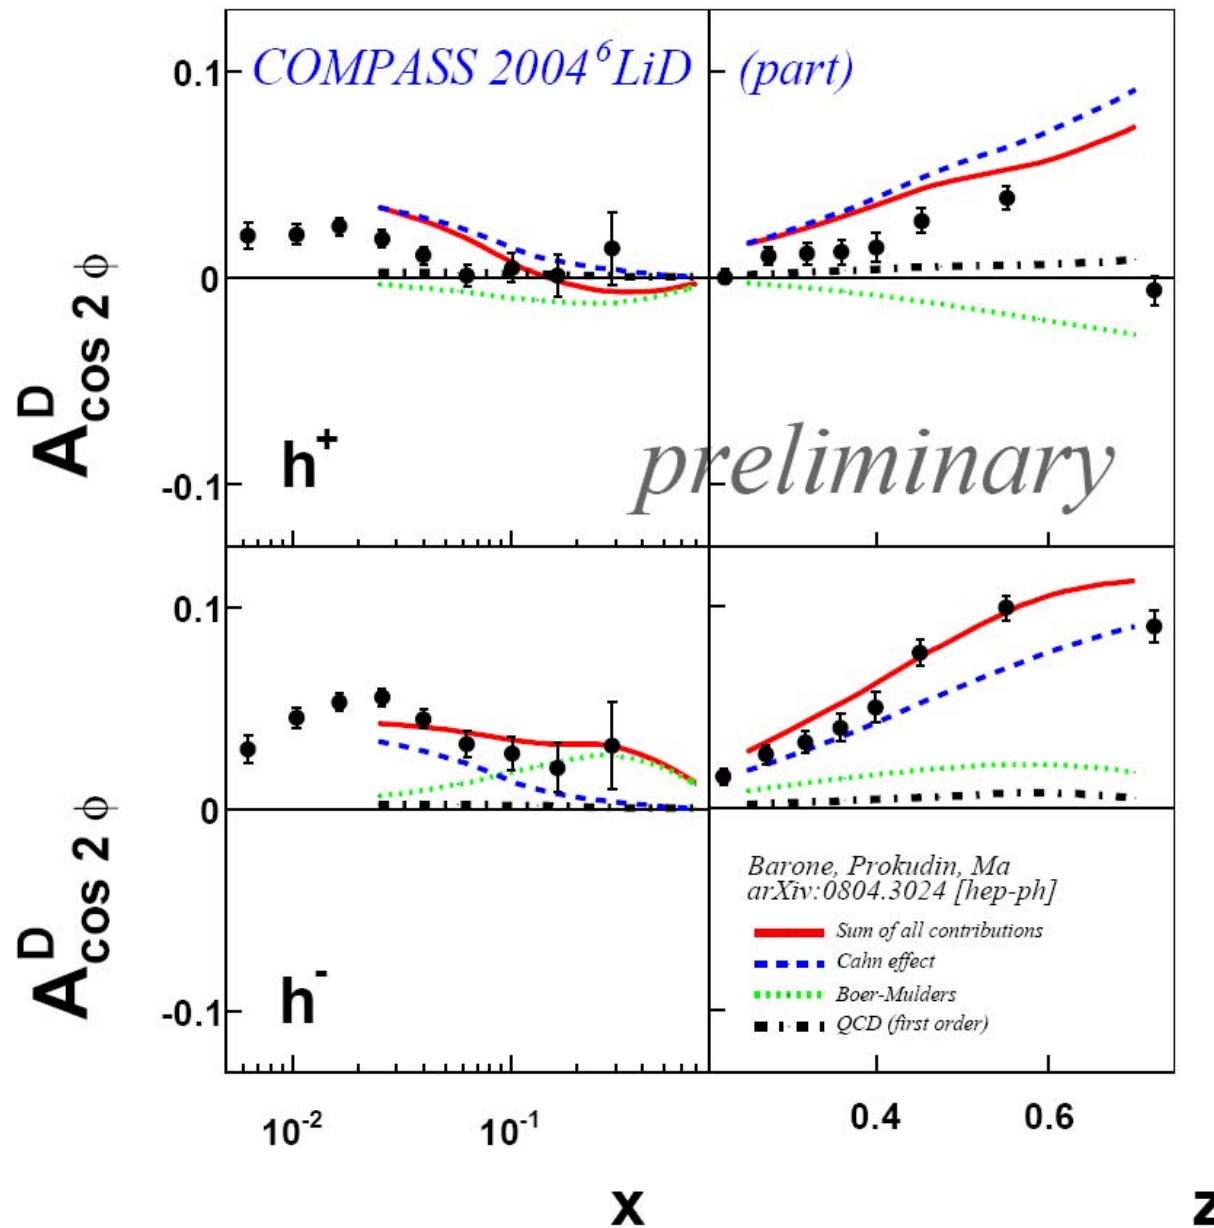 COMPASS 2004 ⁶LiD (part)
0.1
0
-0.1
A^D_cos 2 ϕ
h⁺
preliminary
0.1
0
-0.1
A^D_cos 2 ϕ
h⁻
Barone, Prokudin, Ma
arXiv:0804.3024 [hep-ph]
Sum of all contributions
Cahn effect
Boer-Mulders
QCD (first order)
10⁻² 10⁻¹ 0.4 0.6
x z